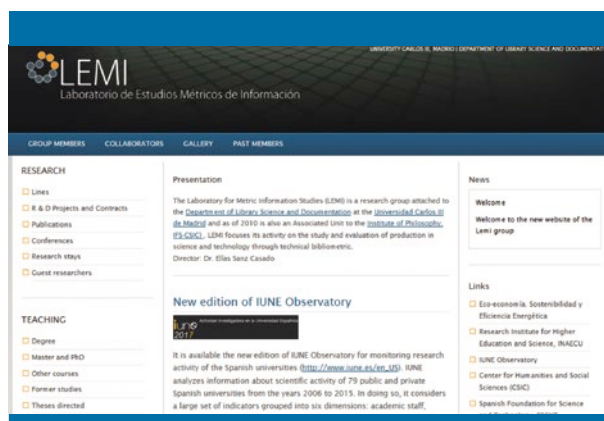 UNIVERSITY CARLOS III, MADRID | DEPARTMENT OF LIBRARY SCIENCE AND DOCUMENTAT
LEMI
Laboratorio de Estudios Métricos de Información
GROUP MEMBERS COLLABORATORS GALLERY PAST MEMBERS
RESEARCH
Lines
R & D Projects and Contracts
Publications
Conferences
Research stays
Guest researchers
TEACHING
Degree
Master and PhD
Other courses
Former studies
Theses directed
Presentation
The Laboratory for Metric Information Studies (LEMI) is a research group attached to
the Department of Library Science and Documentation at the Universidad Carlos III
de Madrid and as of 2010 is also an Associated Unit to the Institute of Philosophy,
IFS-CSIC). LEMI focuses its activity on the study and evaluation of production in
science and technology through technical bibliometric.
Director: Dr. Elías Sanz Casado
New edition of IUNE Observatory
iune
2017
Actividad Investigadora en la Universidad Española
It is available the new edition of IUNE Observatory for monitoring research
activity of the Spanish universities (http://www.iune.es/en_US). IUNE
analyzes information about scientific activity of 79 public and private
Spanish universities from the years 2006 to 2015. In doing so, it considers
a large set of indicators grouped into six dimensions: academic staff,
News
Welcome
Welcome to the new website of the
Lemi group
Links
Eco-economía, Sostenibilidad y
Eficiencia Energética
Research Institute for Higher
Education and Science, INAECU
IUNE Observatory
Center for Humanities and Social
Sciences (CSIC)
Spanish Foundation for Science